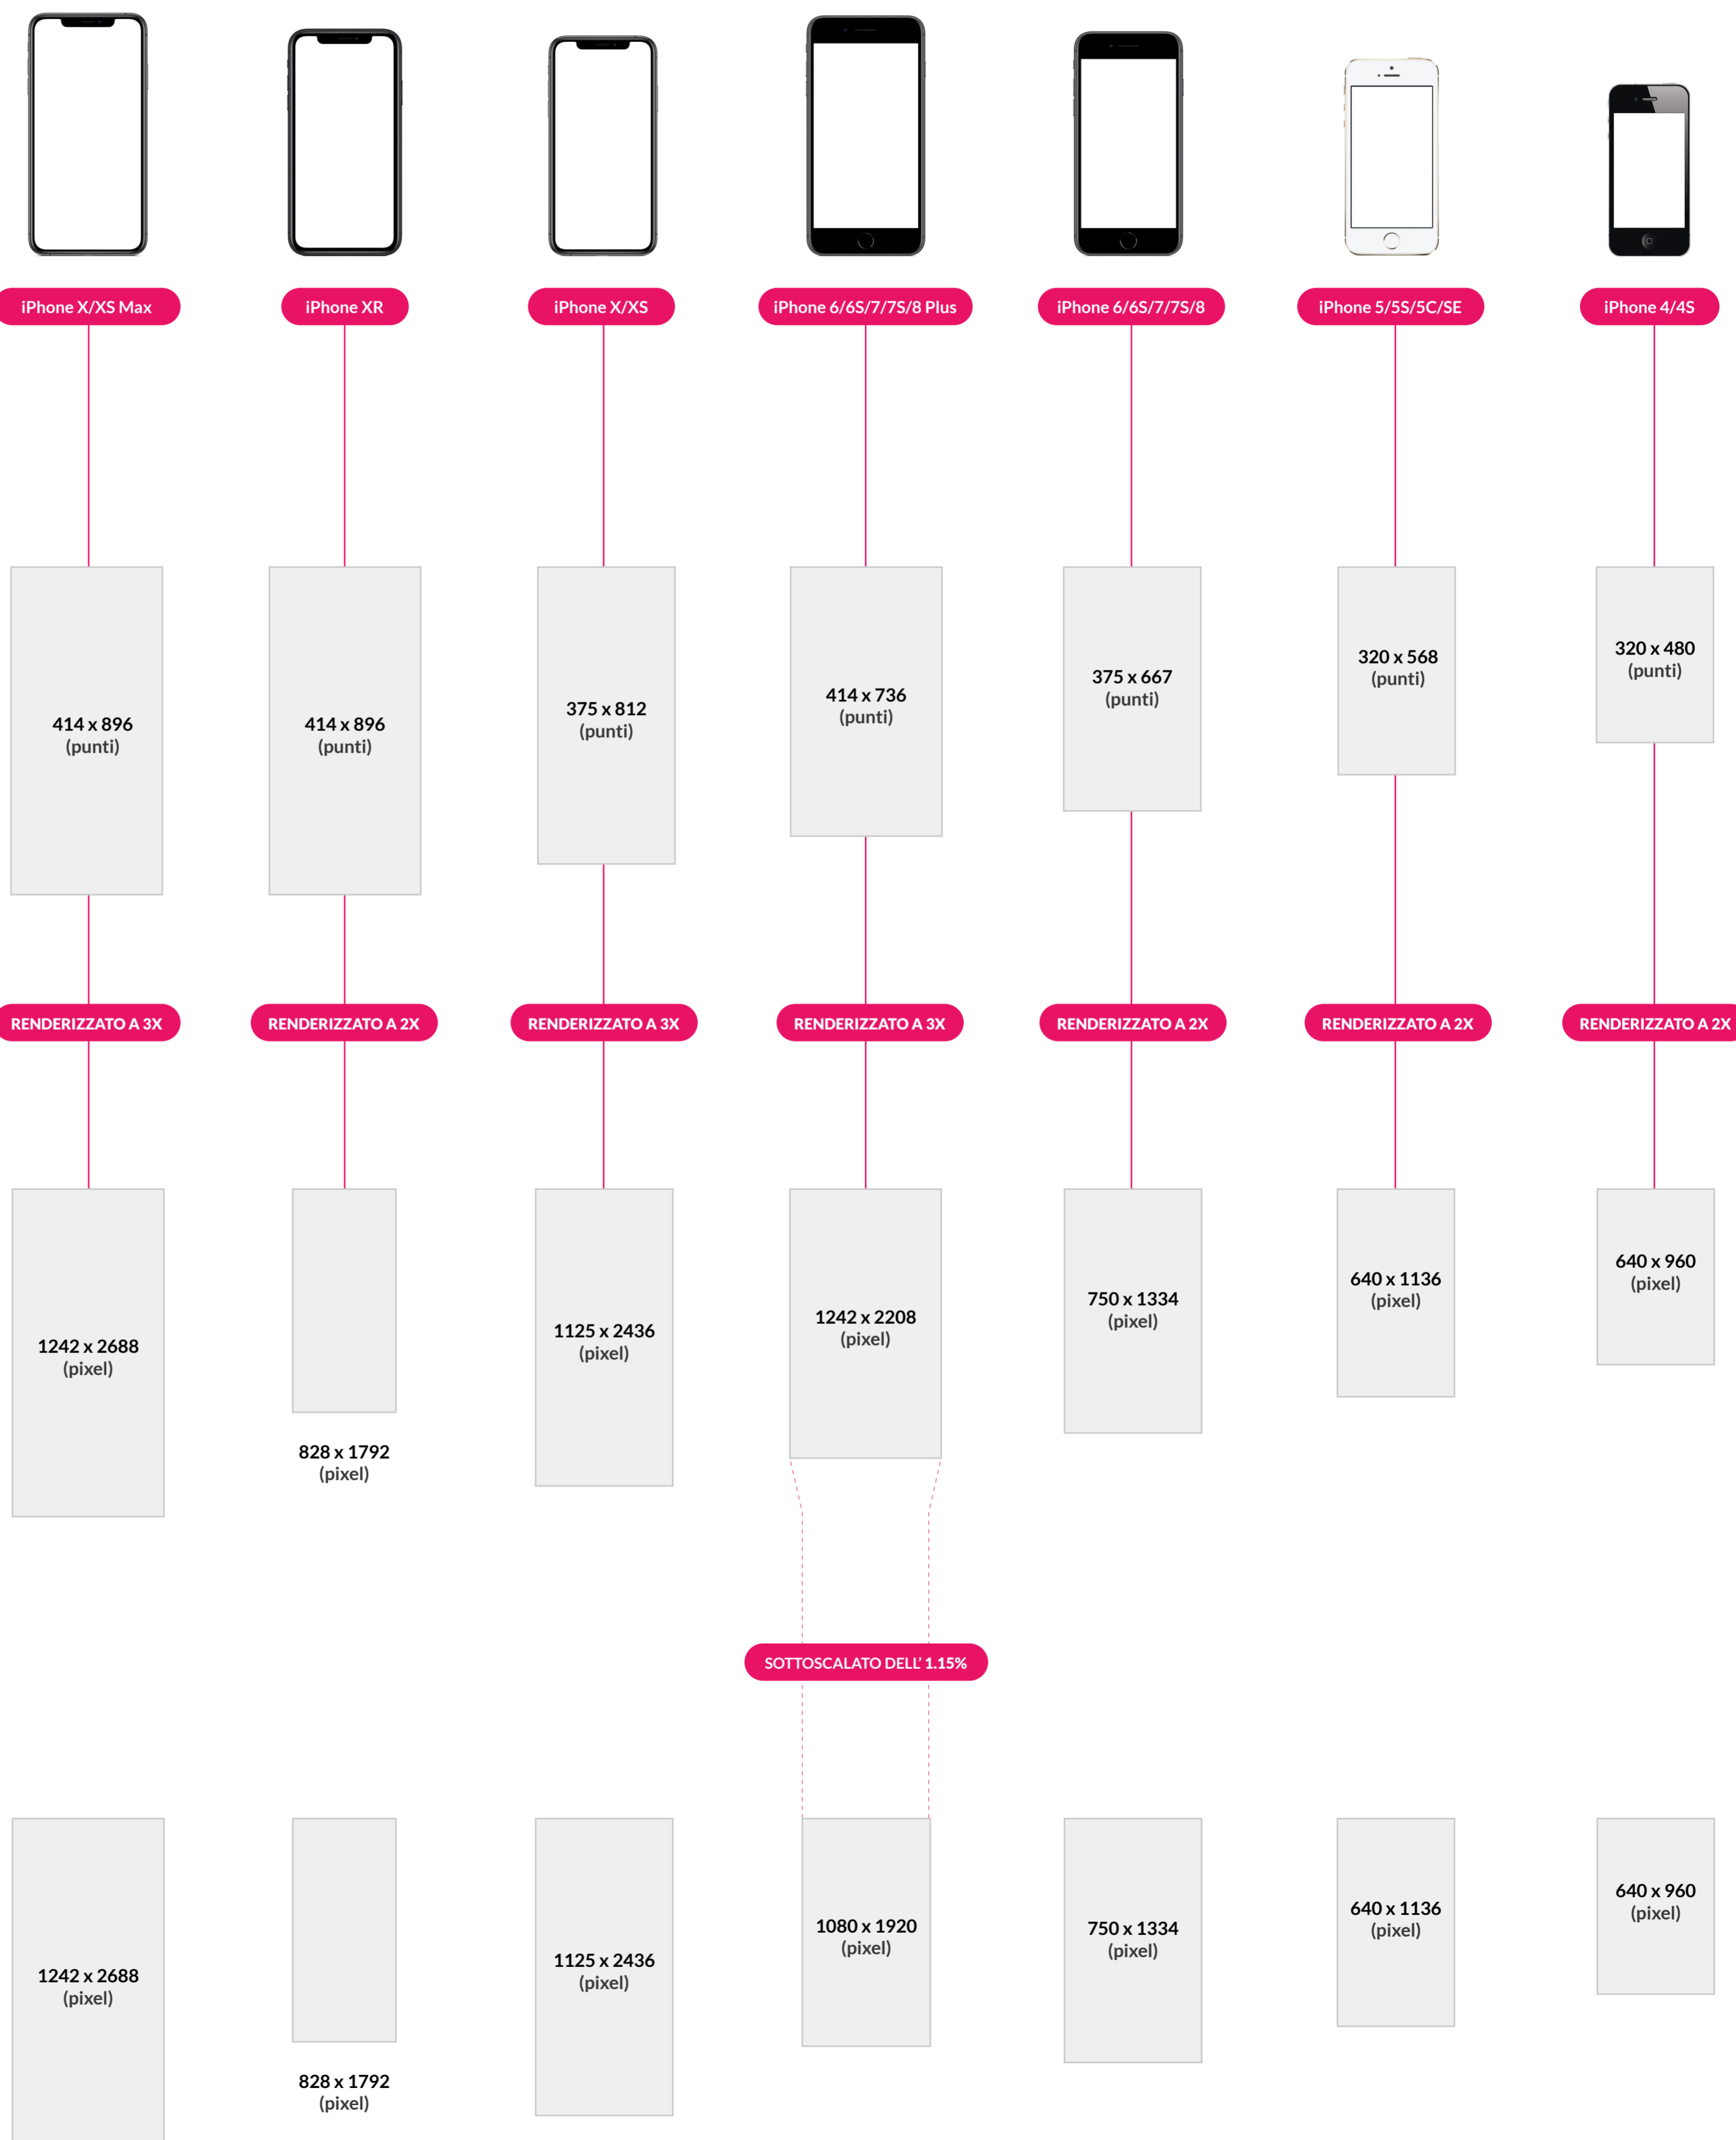 iPhone X/XS Max
iPhone XR
iPhone X/XS
iPhone 6/6S/7/7S/8 Plus
iPhone 6/6S/7/7S/8
iPhone 5/5S/5C/SE
iPhone 4/4S
414 x 896
(punti)
414 x 896
(punti)
375 x 812
(punti)
414 x 736
(punti)
375 x 667
(punti)
320 x 568
(punti)
320 x 480
(punti)
RENDERIZZATO A 3X
RENDERIZZATO A 2X
RENDERIZZATO A 3X
RENDERIZZATO A 3X
RENDERIZZATO A 2X
RENDERIZZATO A 2X
RENDERIZZATO A 2X
1242 x 2688
(pixel)
828 x 1792
(pixel)
1125 x 2436
(pixel)
1242 x 2208
(pixel)
750 x 1334
(pixel)
640 x 1136
(pixel)
640 x 960
(pixel)
SOTTOSCALATO DELL' 1.15%
1242 x 2688
(pixel)
828 x 1792
(pixel)
1125 x 2436
(pixel)
1080 x 1920
(pixel)
750 x 1334
(pixel)
640 x 1136
(pixel)
640 x 960
(pixel)